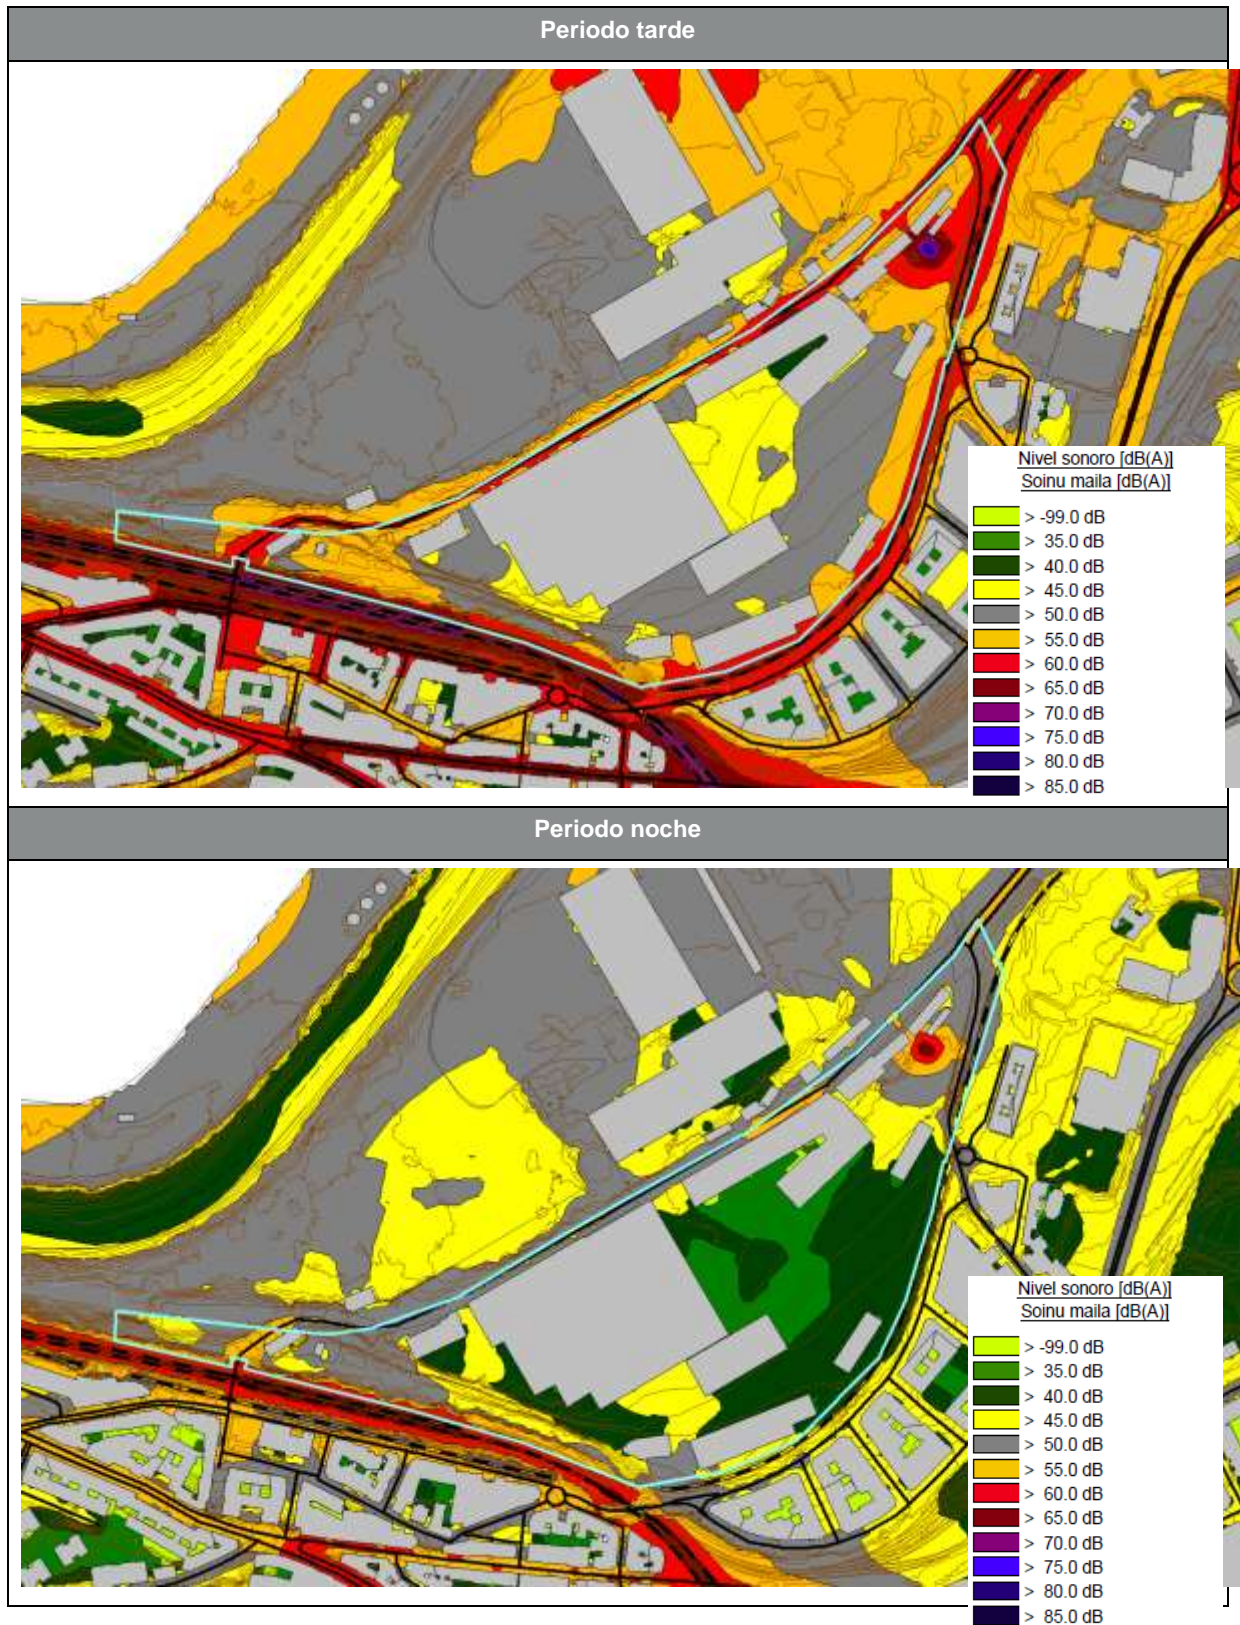 Periodo tarde
Nivel sonoro [dB(A)]
Soinu maila [dB(A)]
> -99.0 dB
> 35.0 dB
> 40.0 dB
> 45.0 dB
> 50.0 dB
> 55.0 dB
> 60.0 dB
> 65.0 dB
> 70.0 dB
> 75.0 dB
> 80.0 dB
> 85.0 dB
Periodo noche
Nivel sonoro [dB(A)]
Soinu maila [dB(A)]
> -99.0 dB
> 35.0 dB
> 40.0 dB
> 45.0 dB
> 50.0 dB
> 55.0 dB
> 60.0 dB
> 65.0 dB
> 70.0 dB
> 75.0 dB
> 80.0 dB
> 85.0 dB